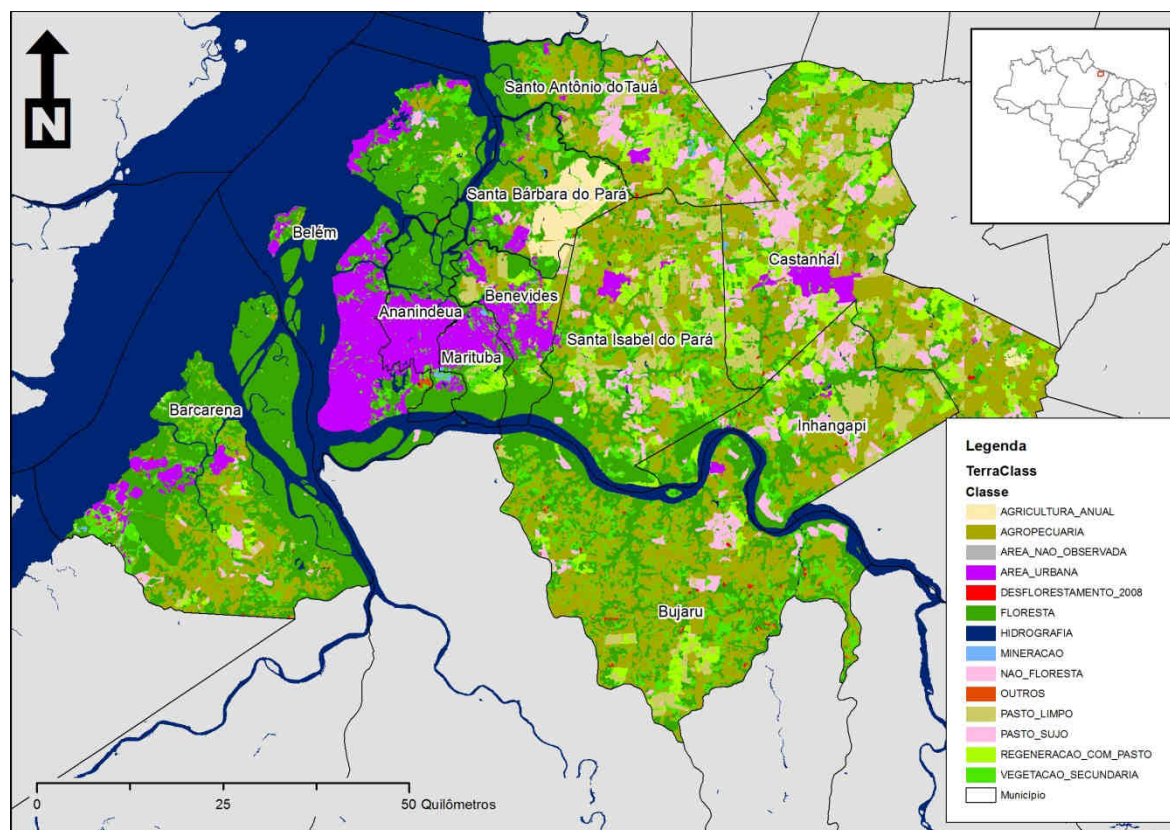 N
Santo Antônio do Tauá
Santa Bárbara do Pará
Belém
Castanhal
Benevides
Ananindeua
Santa Isabel do Pará
Marituba
Barcarena
Inhangapi
Bujaru
0 25 50 Quilômetros
Legenda
TerraClass
Classe
AGRICULTURA_ANUAL
AGROPECUARIA
AREA_NAO_OBSERVADA
AREA_URBANA
DESFLORESTAMENTO_2008
FLORESTA
HIDROGRAFIA
MINERACAO
NAO_FLORESTA
OUTROS
PASTO_LIMPO
PASTO_SUJO
REGENERACAO_COM_PASTO
VEGETACAO_SECUNDARIA
Município